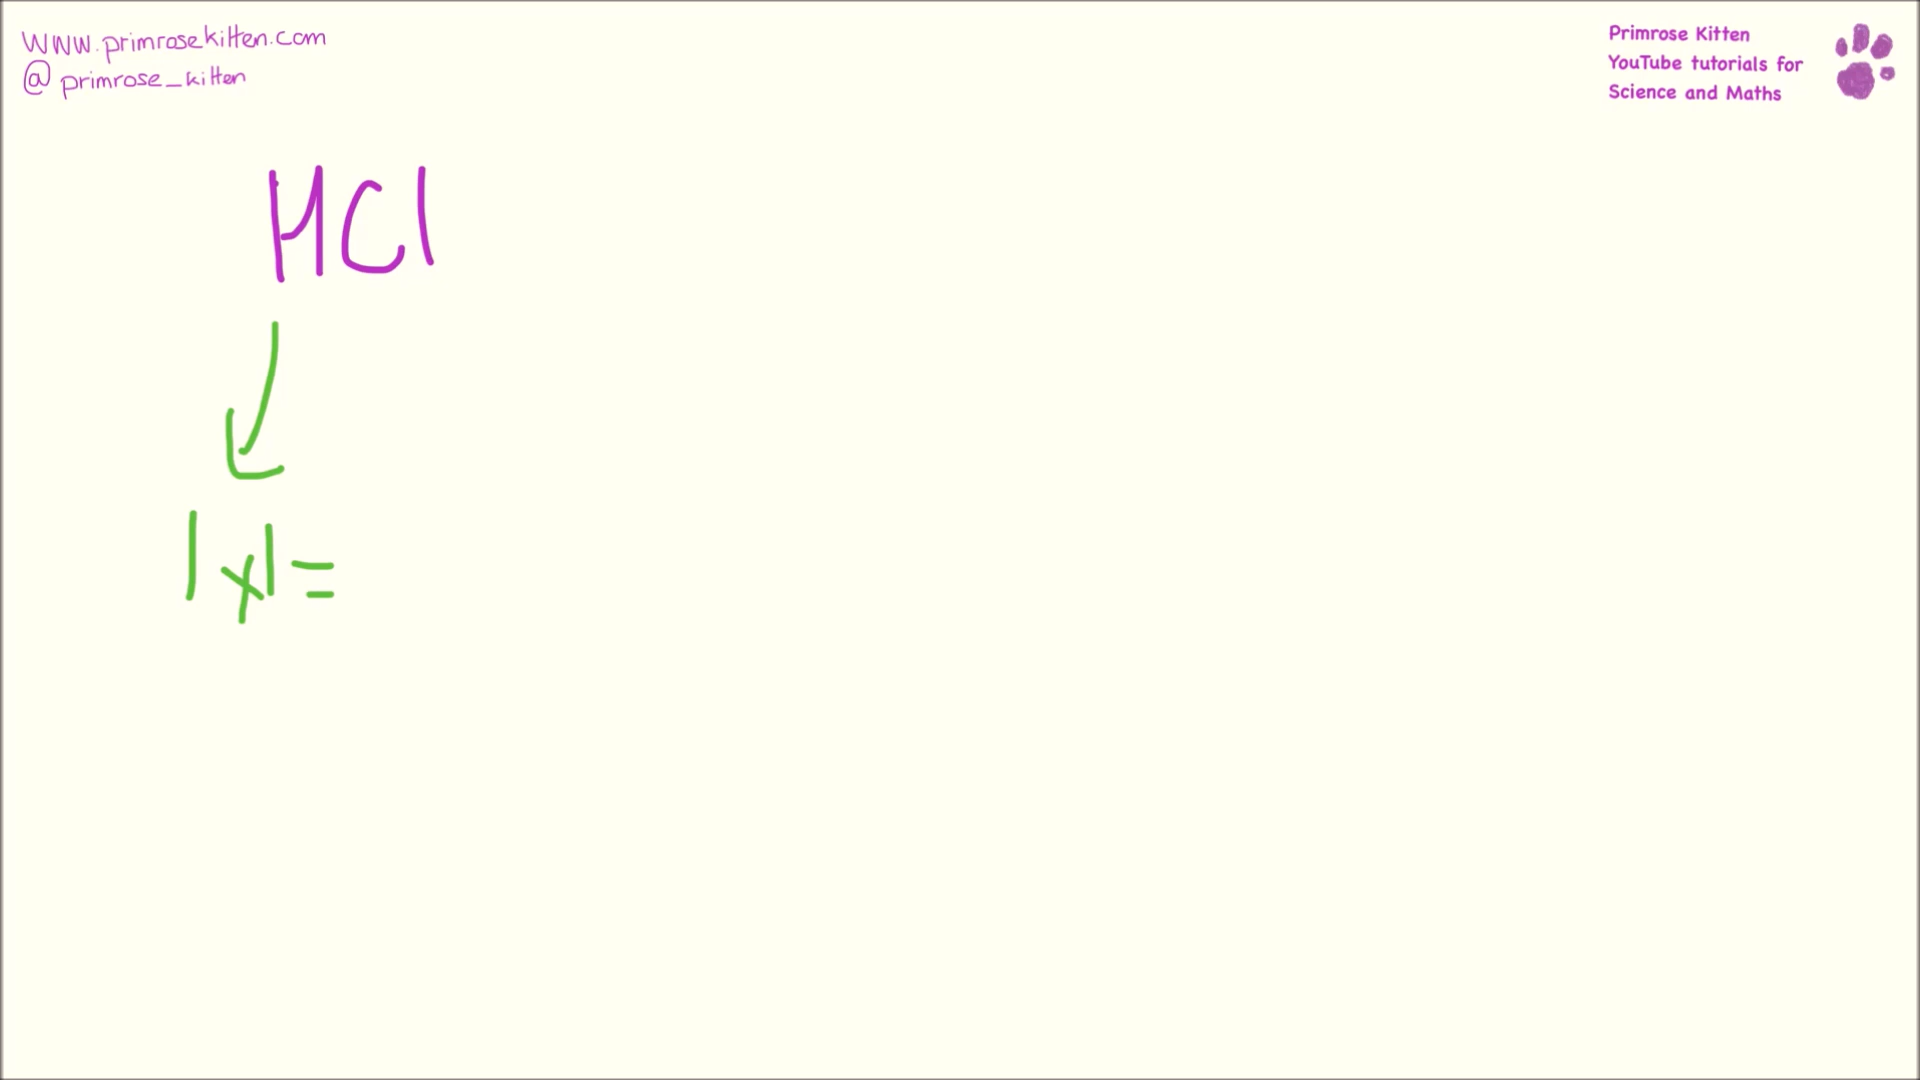 www.primrosekitten.com
@primrose_kitten
Primrose Kitten
YouTube tutorials for
Science and Maths
HCl
1x1=